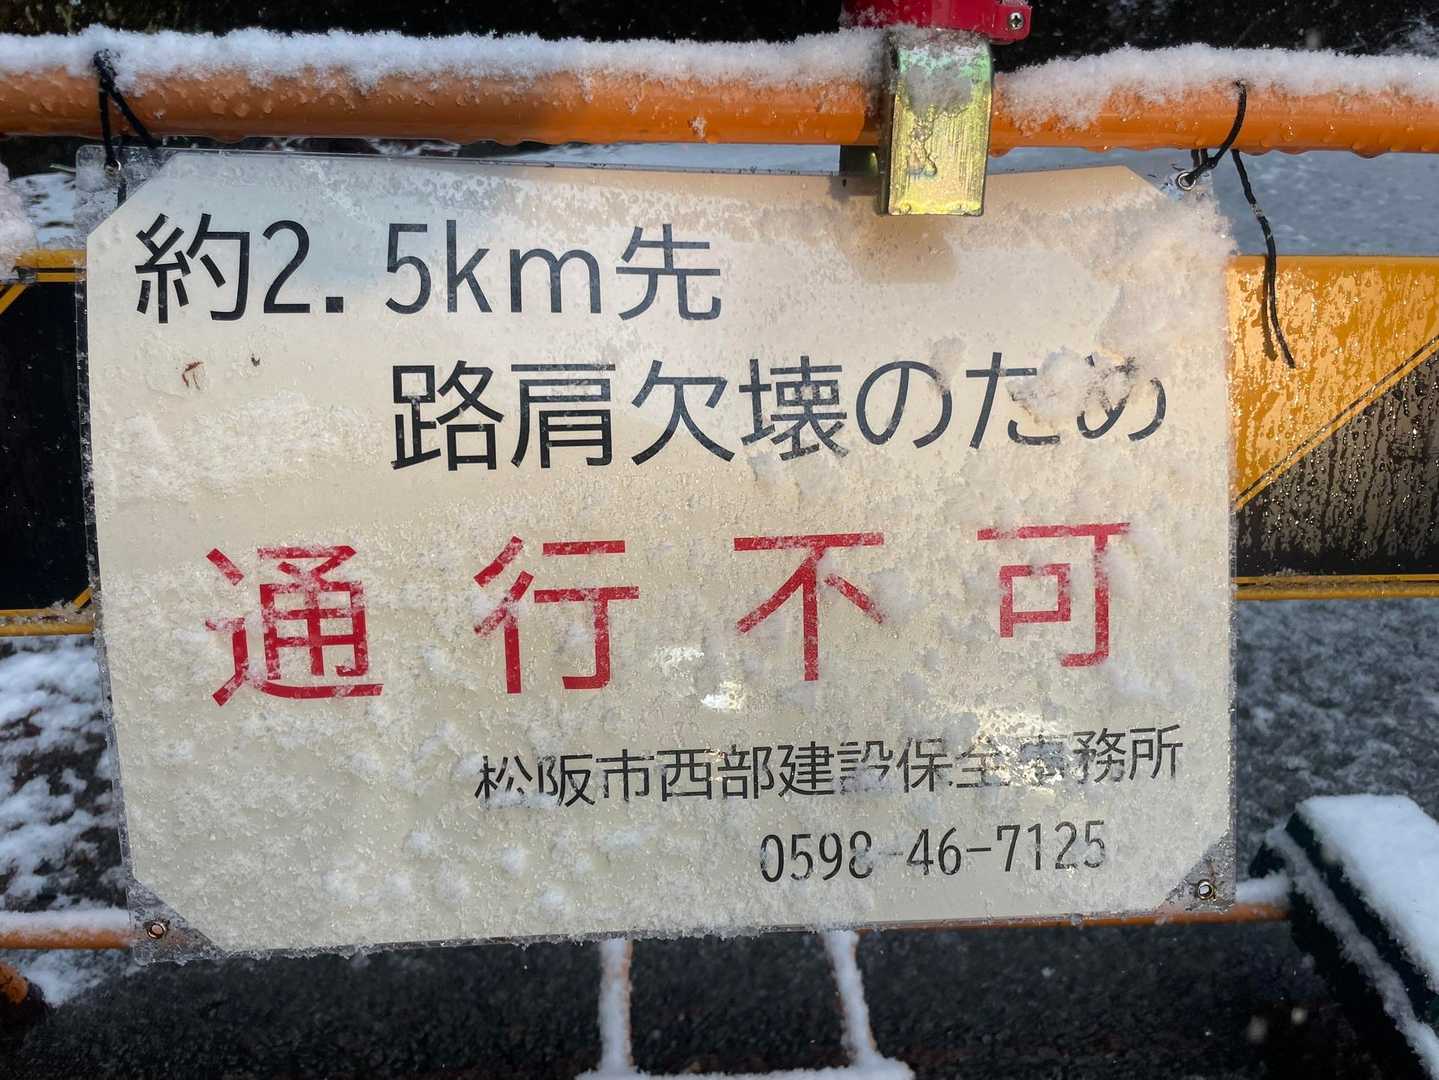 約2.5km先
路肩欠壊のため
通行不可
松阪市西部建設保全事務所
0598-46-7125